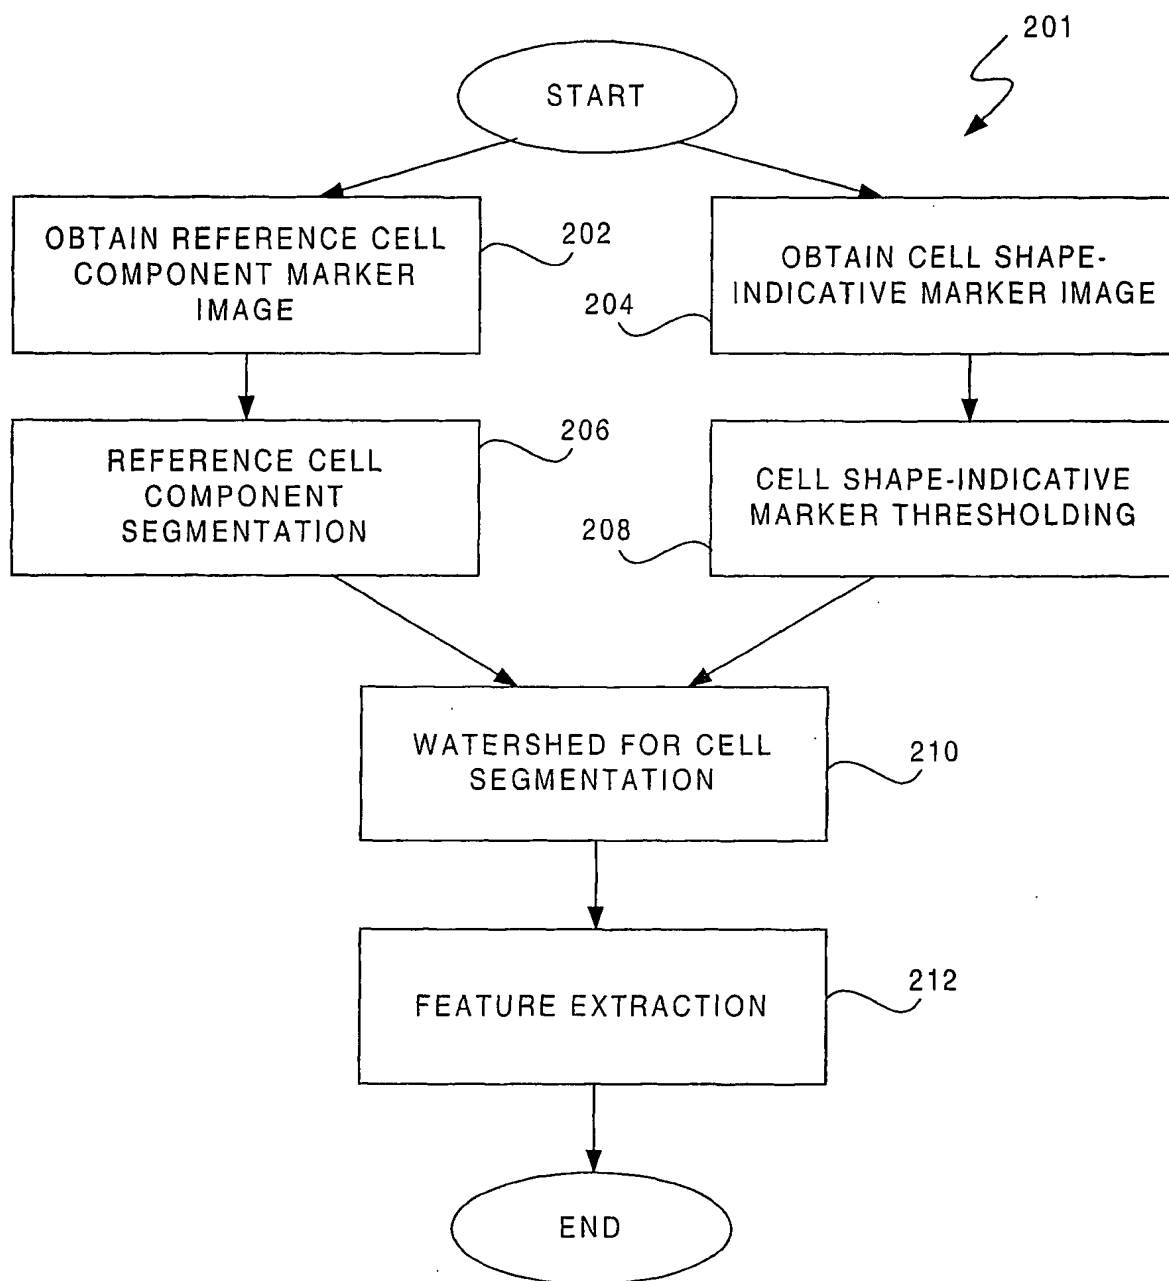 201
START
OBTAIN REFERENCE CELL
COMPONENT MARKER
IMAGE
202
OBTAIN CELL SHAPE-
INDICATIVE MARKER IMAGE
204
REFERENCE CELL
COMPONENT
SEGMENTATION
206
CELL SHAPE-INDICATIVE
MARKER THRESHOLDING
208
WATERSHED FOR CELL
SEGMENTATION
210
FEATURE EXTRACTION
212
END